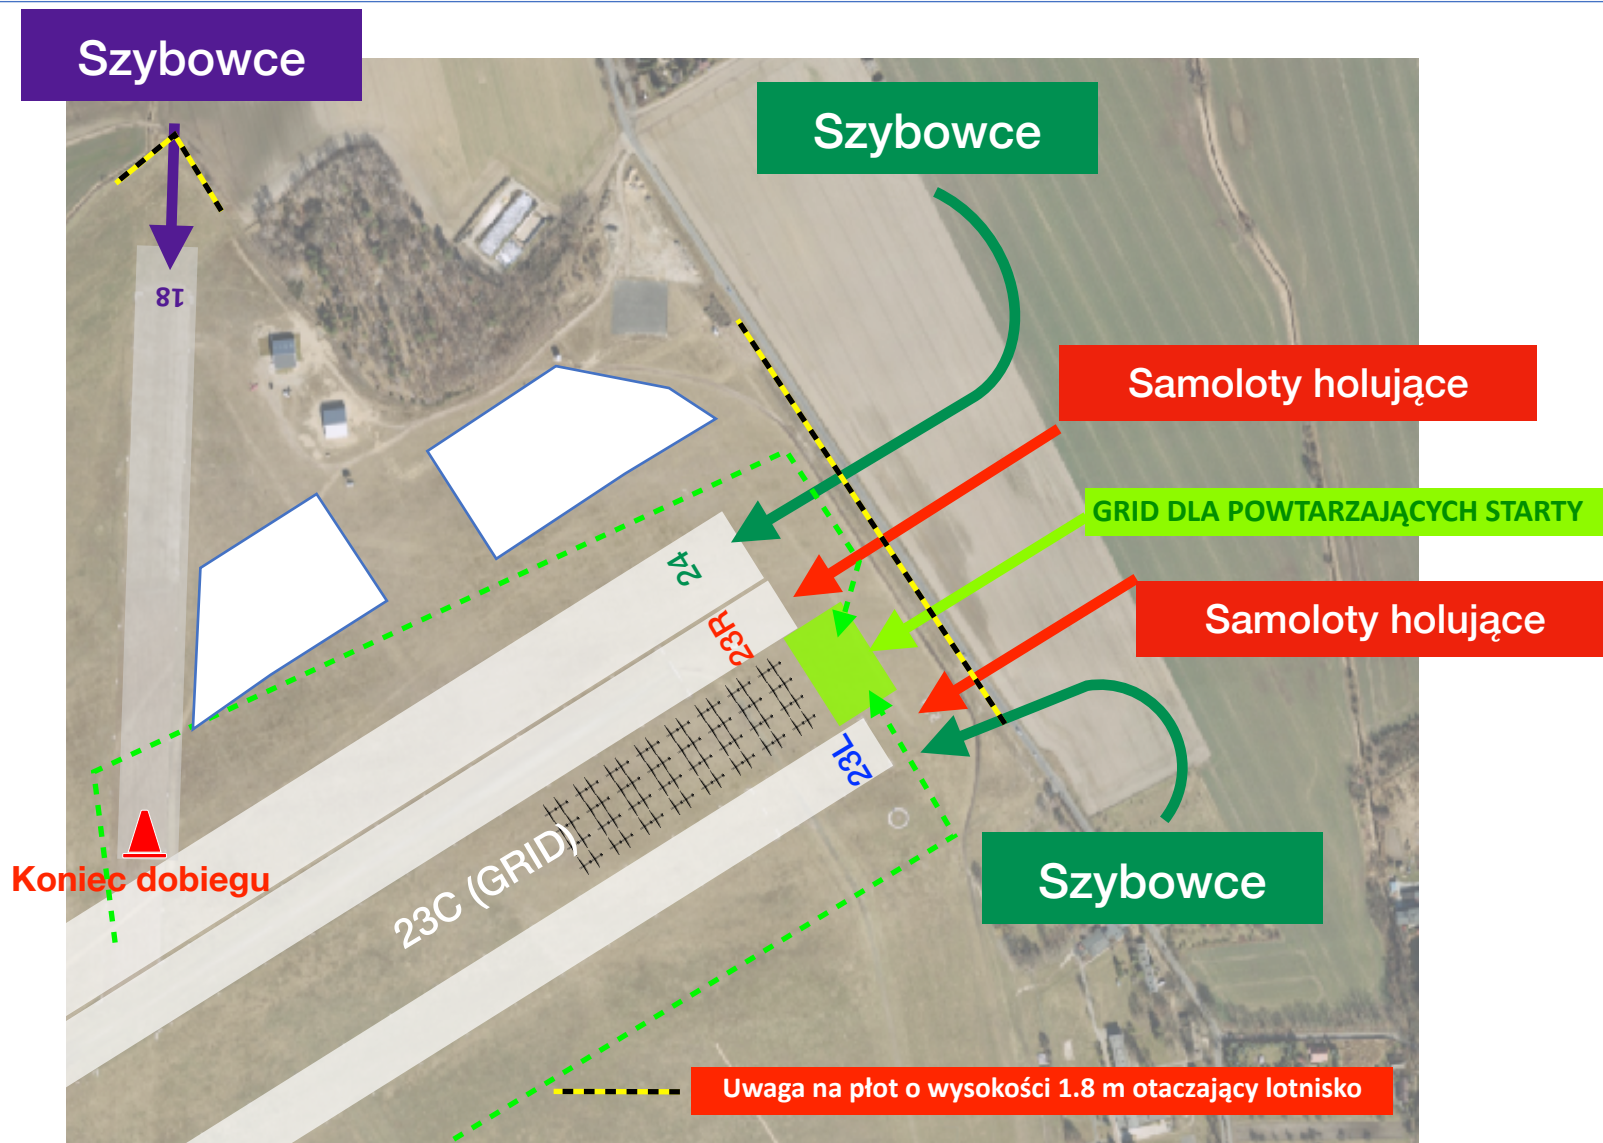 Szybowce
Szybowce
18
Samoloty holujące
GRID DLA POWTARZAJĄCYCH STARTY
24
Samoloty holujące
23R
23L
Koniec dobiegu
23C (GRID)
Szybowce
Uwaga na płot o wysokości 1.8 m otaczający lotnisko